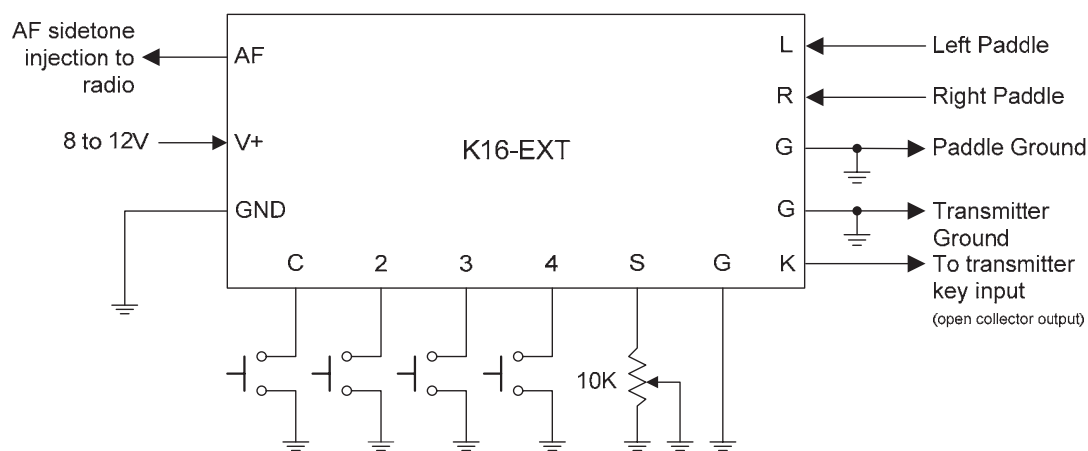 AF sidetone
injection to
radio
AF
8 to 12V
V+
GND
K16-EXT
L
Left Paddle
R
Right Paddle
G
Paddle Ground
G
Transmitter
Ground
K
To transmitter
key input
(open collector output)
C 2 3 4 S G
10K